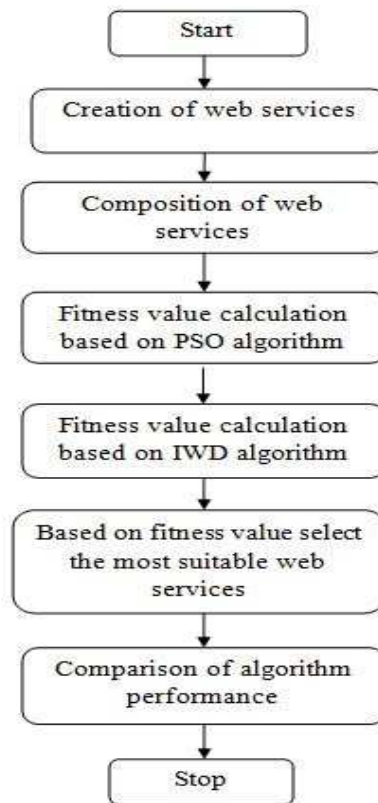 Start
Creation of web services
Composition of web
services
Fitness value calculation
based on PSO algorithm
Fitness value calculation
based on IWD algorithm
Based on fitness value select
the most suitable web
services
Comparison of algorithm
performance
Stop